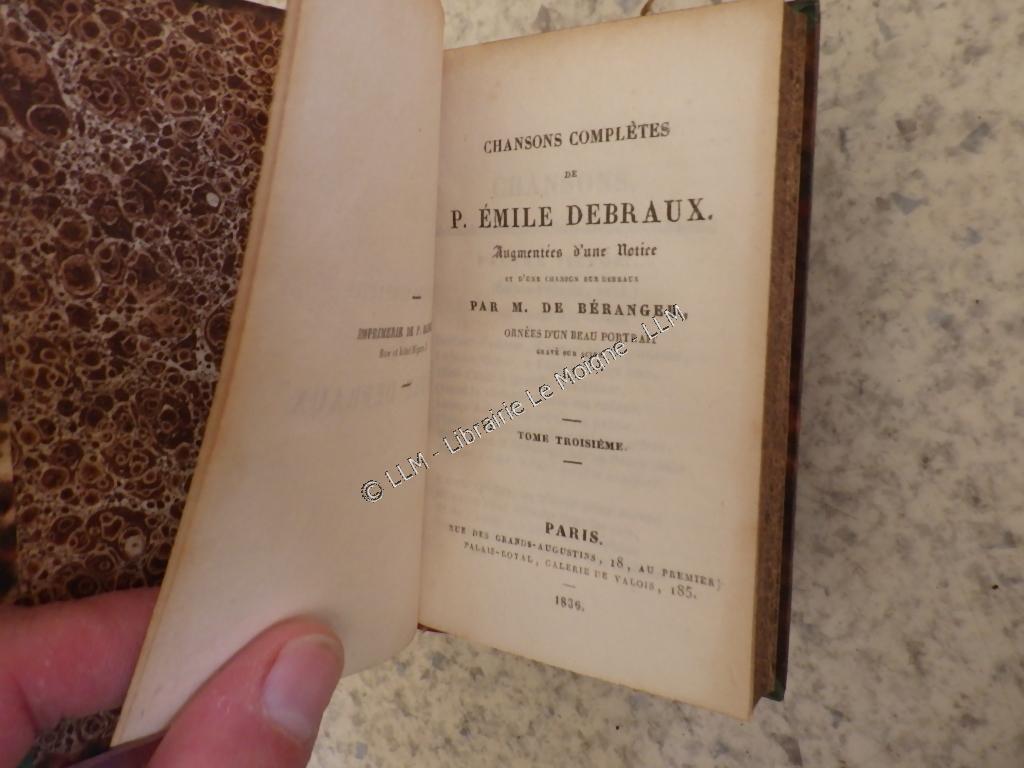 IMPRIMERIE DE P.
CHANSONS COMPLÈTES
DE
P. ÉMILE DEBRAUX.
Augmentées d'une Notice
ET D'UNE CHANSON SUR DEBRAUX
PAR M. DE BÉRANGER,
ORNÉES D'UN BEAU PORTRAIT
GRAVÉ SUR
TOME TROISIÈME.
PARIS.
RUE DES GRANDS-AUGUSTINS, 18, AU PREMIER;
PALAIS-ROYAL, GALERIE DE VALOIS, 185.
1836.
© LLM - Librairie Le Moigne - LLM